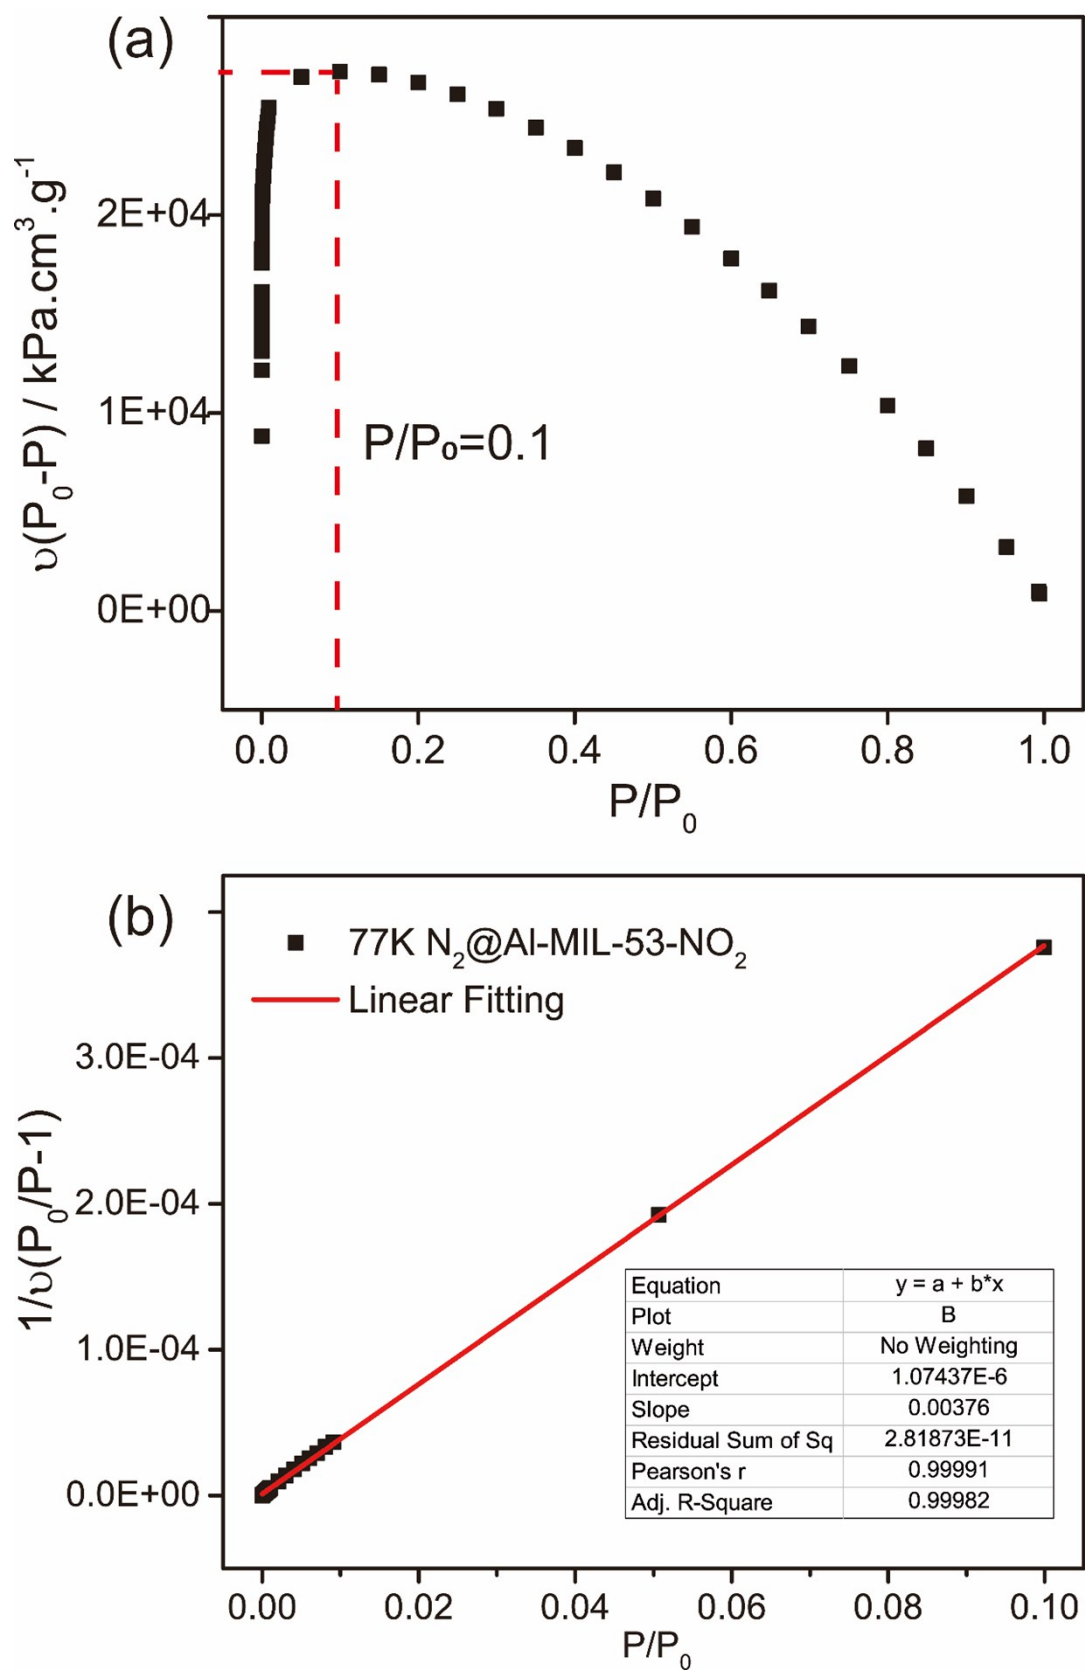 (a)
υ(P₀-P) / kPa.cm³.g⁻¹
2E+04
1E+04
0E+00
P/P₀=0.1
0.0 0.2 0.4 0.6 0.8 1.0
P/P₀
(b)
77K N₂@Al-MIL-53-NO₂
Linear Fitting
1/υ(P₀/P-1)
3.0E-04
2.0E-04
1.0E-04
0.0E+00
Equation y = a + b*x
Plot B
Weight No Weighting
Intercept 1.07437E-6
Slope 0.00376
Residual Sum of Sq 2.81873E-11
Pearson's r 0.99991
Adj. R-Square 0.99982
0.00 0.02 0.04 0.06 0.08 0.10
P/P₀